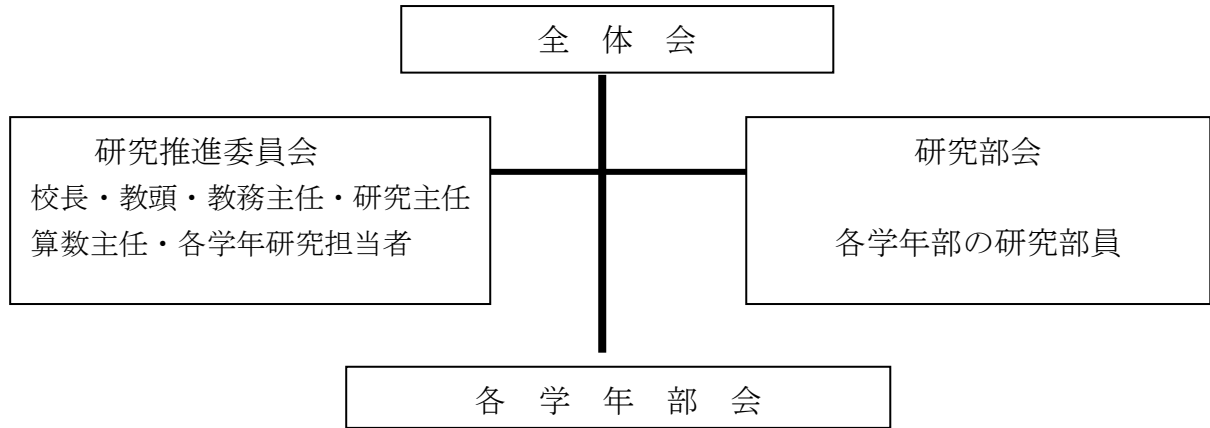 全 体 会
研究推進委員会
校長・教頭・教務主任・研究主任
算数主任・各学年研究担当者
研究部会
各学年部の研究部員
各 学 年 部 会